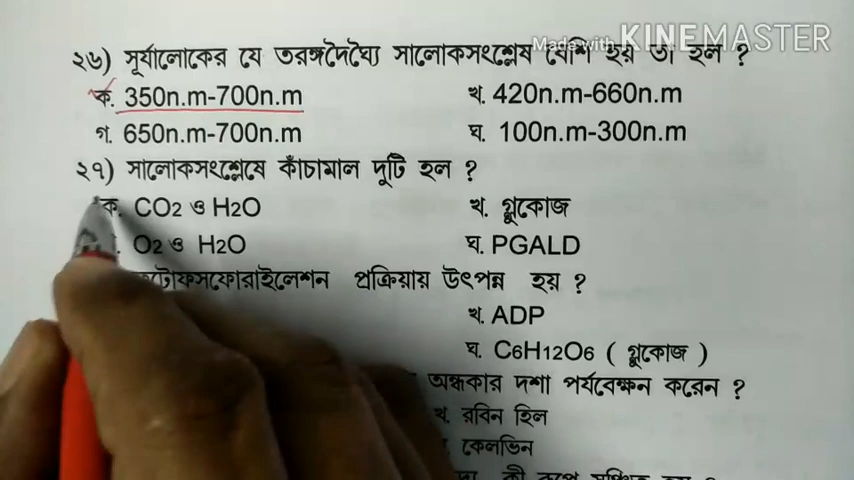 Made with KINEMASTER
২৬) সূর্যালোকের যে তরঙ্গদৈর্ঘ্যে সালোকসংশ্লেষ বেশি হয় তা হল ?
ক. 350n.m-700n.m খ. 420n.m-660n.m
গ. 650n.m-700n.m ঘ. 100n.m-300n.m
২৭) সালোকসংশ্লেষে কাঁচামাল দুটি হল ?
ক. CO2 ও H2O খ. গ্লুকোজ
O2 ও H2O ঘ. PGALD
প্রক্রিয়ায় উৎপন্ন হয় ?
খ. ADP
ঘ. C6H12O6 ( গ্লুকোজ )
অন্ধকার দশা পর্যবেক্ষন করেন ?
খ. রবিন হিল
কেলভিন